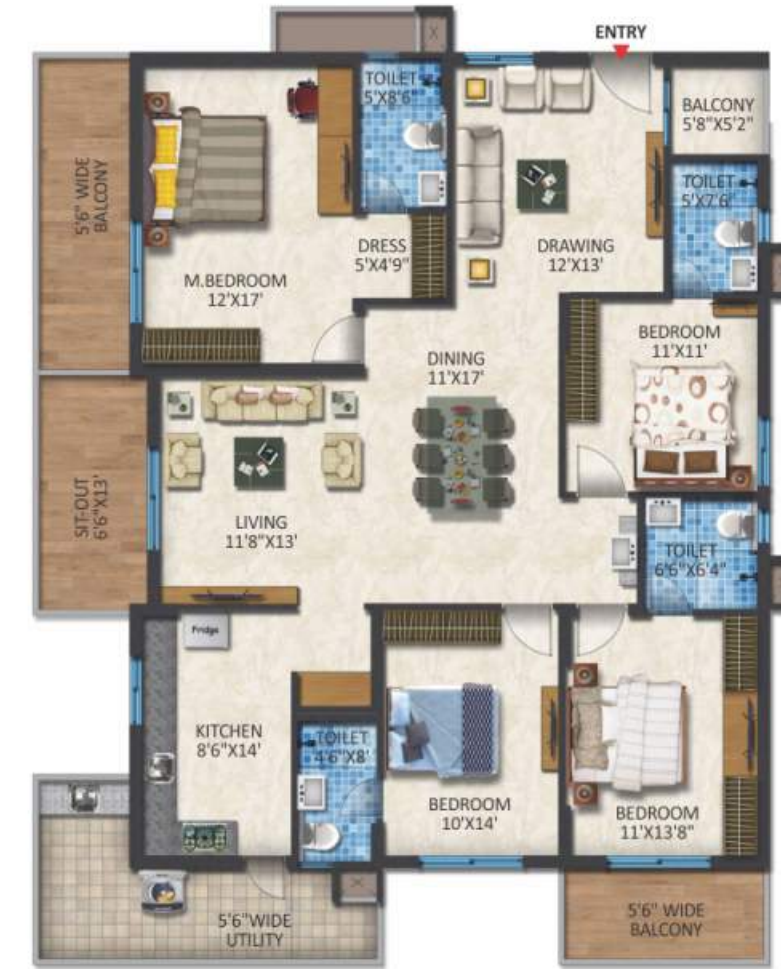 ENTRY
X
TOILET
5'X8'6"
BALCONY
5'8"X5'2"
5'6" WIDE
BALCONY
TOILET
5'X7'6"
DRESS
5'X4'9"
DRAWING
12'X13'
M.BEDROOM
12'X17'
BEDROOM
11'X11'
DINING
11'X17'
SIT-OUT
6'6"X13'
LIVING
11'8"X13'
TOILET
6'6"X6'4"
Fridge
KITCHEN
8'6"X14'
TOILET
4'6"X8'
BEDROOM
10'X14'
BEDROOM
11'X13'8"
X
5'6"WIDE
UTILITY
5'6" WIDE
BALCONY